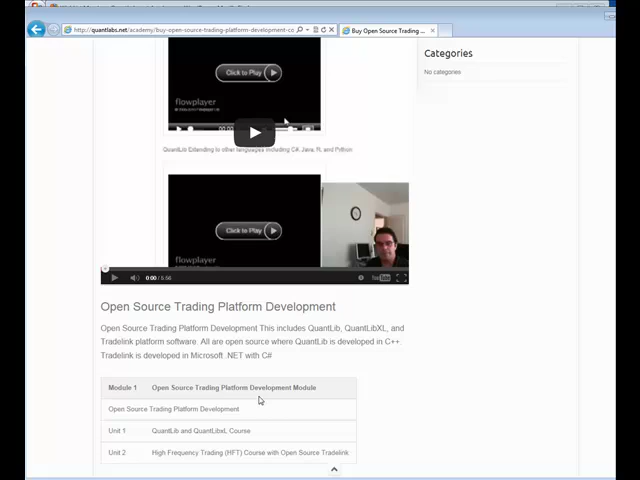 http://quantlabs.net/academy/buy-open-source-trading-platform-development-co
Buy Open Source Trading ...
Categories
No categories
Click to Play
flowplayer
00:00
QuantLib Extending to other languages including C#, Java, R, and Python
Click to Play
flowplayer
0:00 / 5:56
YouTube
Open Source Trading Platform Development
Open Source Trading Platform Development This includes QuantLib, QuantLibXL, and
Tradelink platform software. All are open source where QuantLib is developed in C++.
Tradelink is developed in Microsoft .NET with C#
Module 1 Open Source Trading Platform Development Module
Open Source Trading Platform Development
Unit 1 QuantLib and QuantLibxL Course
Unit 2 High Frequency Trading (HFT) Course with Open Source Tradelink